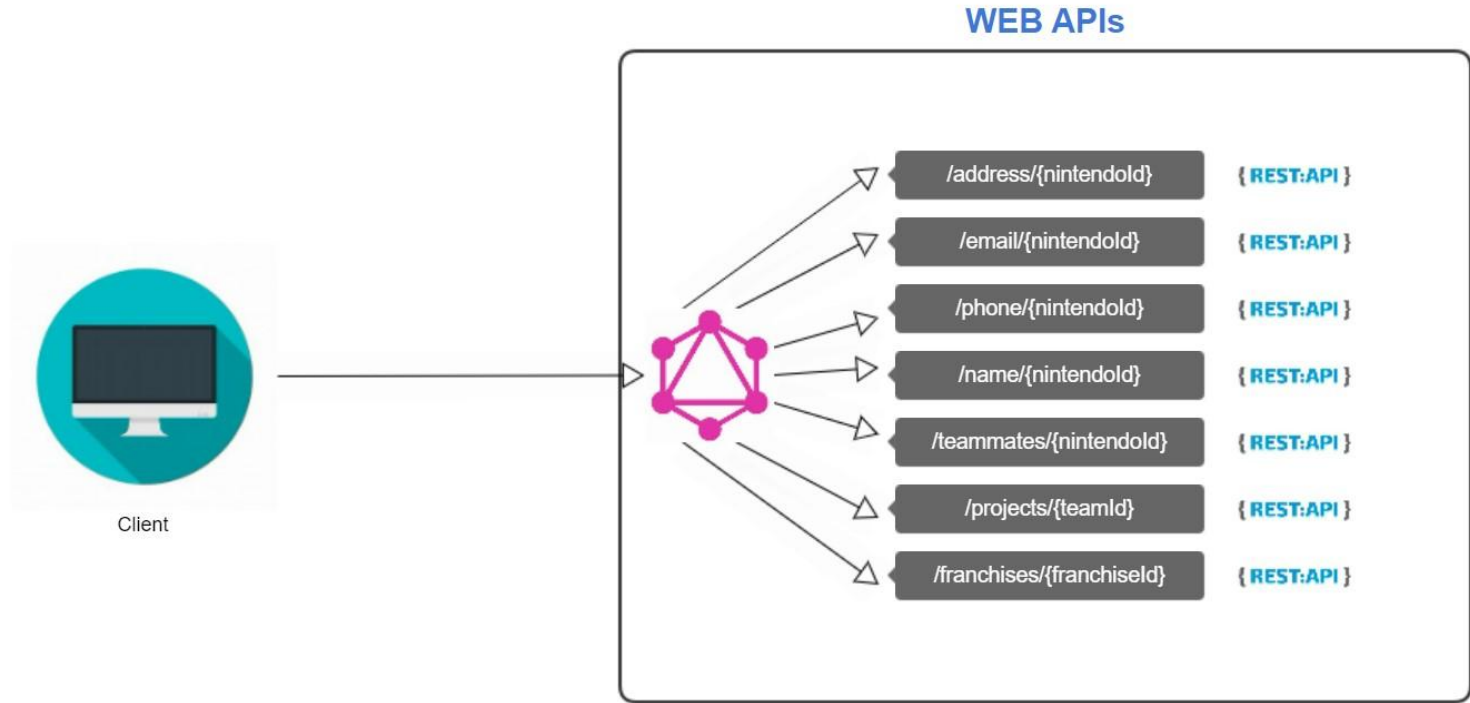 WEB APIs
/address/{nintendoId} { REST:API }
/email/{nintendoId} { REST:API }
/phone/{nintendoId} { REST:API }
/name/{nintendoId} { REST:API }
/teammates/{nintendoId} { REST:API }
/projects/{teamId} { REST:API }
/franchises/{franchiseId} { REST:API }
Client